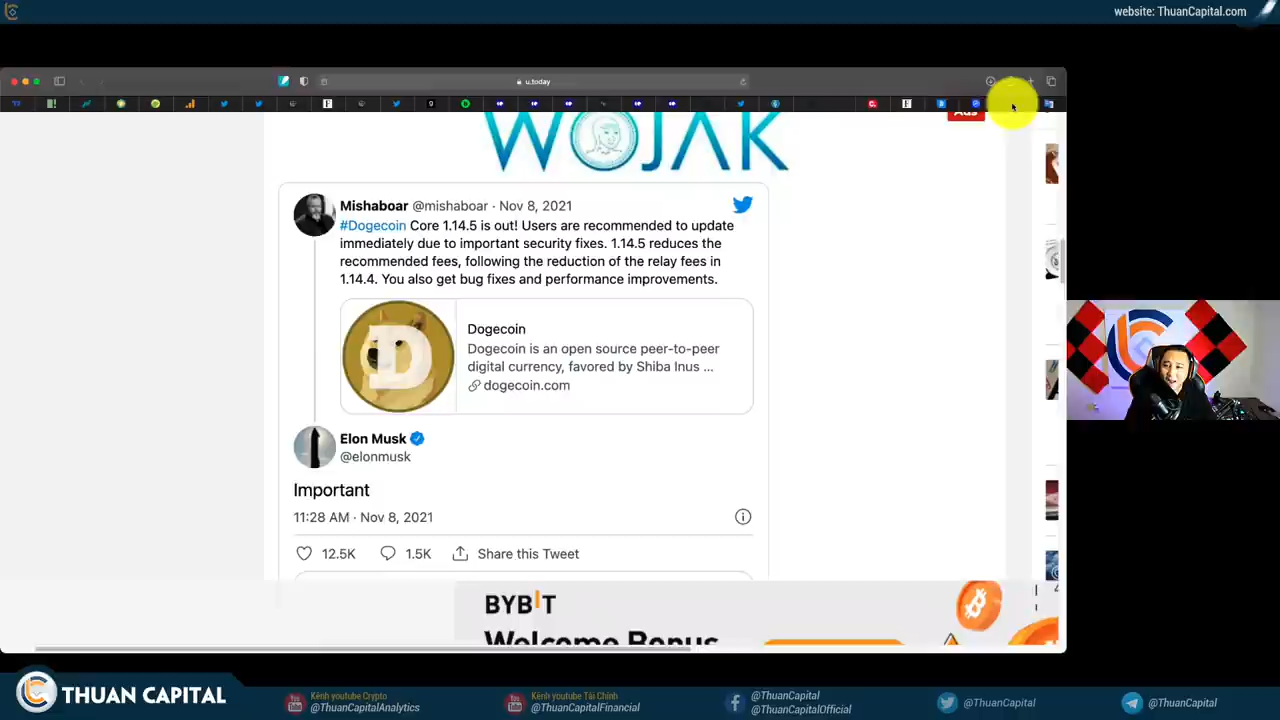 website: ThuanCapital.com
u.today
Ads
WOJAK
Mishaboar @mishaboar · Nov 8, 2021
#Dogecoin Core 1.14.5 is out! Users are recommended to update
immediately due to important security fixes. 1.14.5 reduces the
recommended fees, following the reduction of the relay fees in
1.14.4. You also get bug fixes and performance improvements.
Dogecoin
Dogecoin is an open source peer-to-peer
digital currency, favored by Shiba Inus ...
dogecoin.com
Elon Musk
@elonmusk
Important
11:28 AM · Nov 8, 2021
12.5K 1.5K Share this Tweet
BYBIT
Welcome Bonus
THUAN CAPITAL
Kênh youtube Crypto
@ThuanCapitalAnalytics
Kênh youtube Tài Chính
@ThuanCapitalFinancial
@ThuanCapital
@ThuanCapitalOfficial
@ThuanCapital
@ThuanCapital